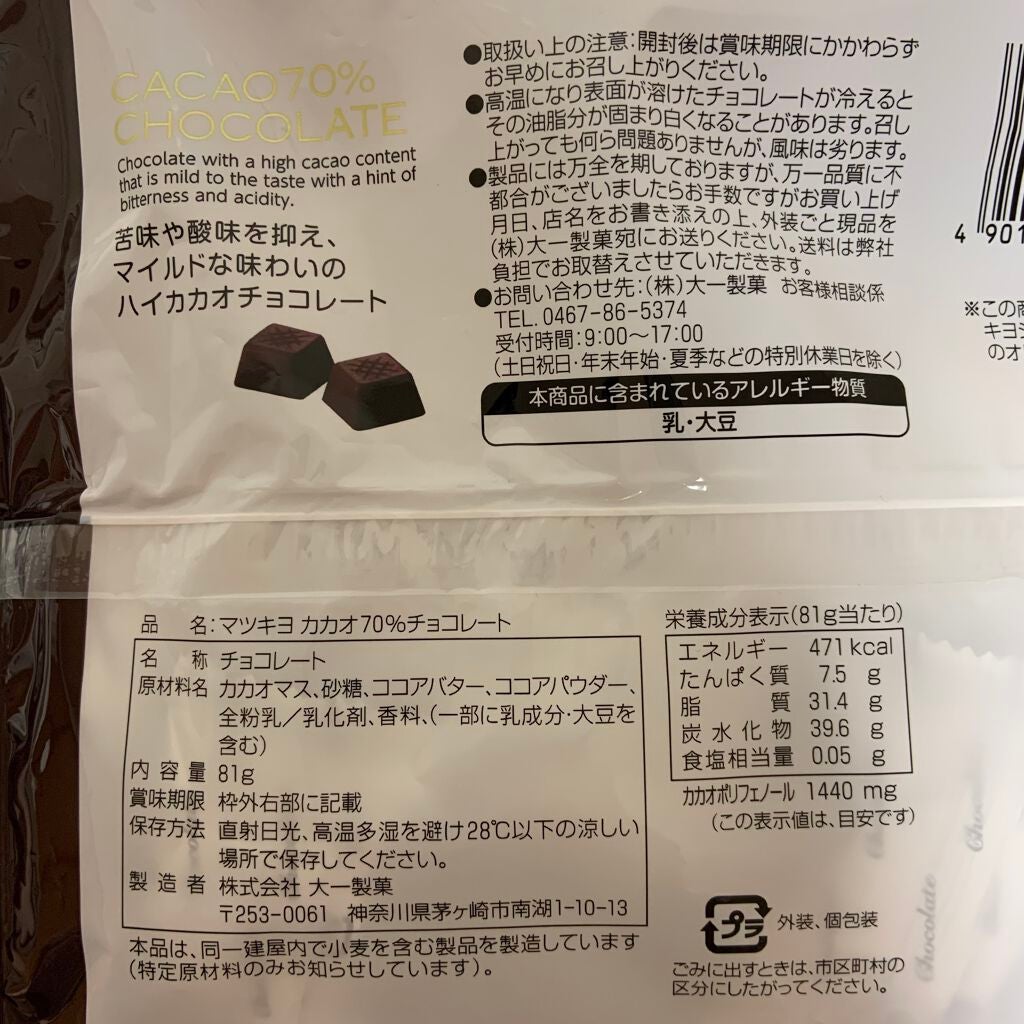 CACAO70%
CHOCOLATE
Chocolate with a high cacao content
that is mild to the taste with a hint of
bitterness and acidity.
苦味や酸味を抑え、
マイルドな味わいの
ハイカカオチョコレート
●取扱い上の注意:開封後は賞味期限にかかわらず
お早めにお召し上がりください。
●高温になり表面が溶けたチョコレートが冷えると
その油脂分が固まり白くなることがあります。召し
上がっても何ら問題ありませんが、風味は劣ります。
●製品には万全を期しておりますが、万一品質に不
都合がございましたらお手数ですがお買い上げ
月日、店名をお書き添えの上、外装ごと現品を
(株)大一製菓宛にお送りください。送料は弊社
負担でお取替えさせていただきます。
●お問い合わせ先:(株)大一製菓 お客様相談係
TEL. 0467-86-5374
受付時間:9:00〜17:00
(土日祝日・年末年始・夏季などの特別休業日を除く)
本商品に含まれているアレルギー物質
乳・大豆
4 901
※この商
キヨシ
のオ
品 名:マツキヨ カカオ70%チョコレート
名 称 チョコレート
原材料名 カカオマス、砂糖、ココアバター、ココアパウダー、
全粉乳/乳化剤、香料、(一部に乳成分・大豆を
含む)
内容量 81g
賞味期限 枠外右部に記載
保存方法 直射日光、高温多湿を避け28℃以下の涼しい
場所で保存してください。
製造者 株式会社 大一製菓
〒253-0061 神奈川県茅ヶ崎市南湖1-10-13
本品は、同一建屋内で小麦を含む製品を製造しています
(特定原材料のみお知らせしています)。
栄養成分表示(81g当たり)
エネルギー 471kcal
たんぱく質 7.5 g
脂質 31.4 g
炭水化物 39.6 g
食塩相当量 0.05 g
カカオポリフェノール 1440 mg
(この表示値は、目安です)
プラ 外装、個包装
ごみに出すときは、市区町村の
区分にしたがってください。
Chocolate